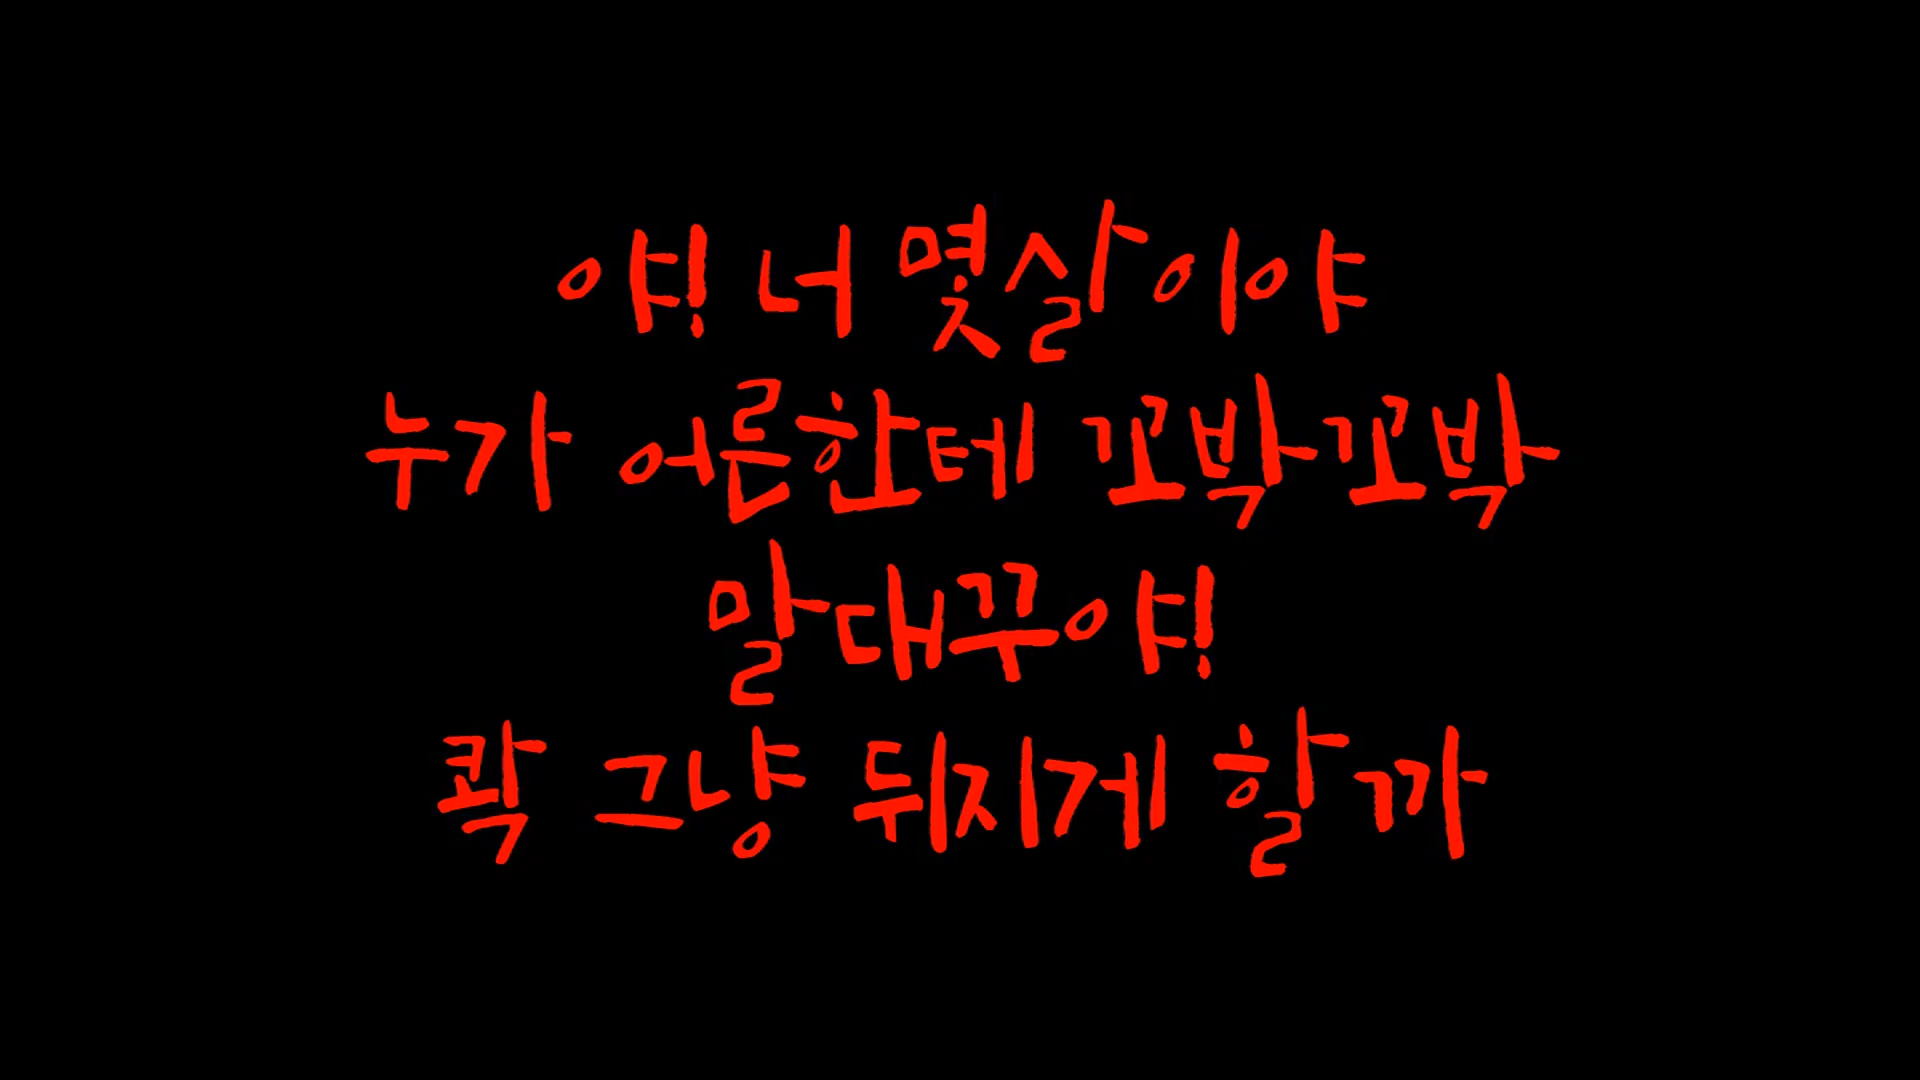 야! 너 몇살이야
누가 어른한테 꼬박꼬박
말대꾸야!
콱 그냥 뒤지게 할까